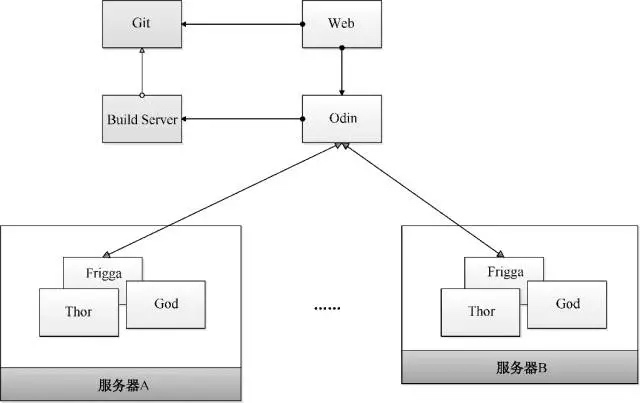 Git
Web
Build Server
Odin
Frigga
Thor
God
服务器A
......
Frigga
Thor
God
服务器B